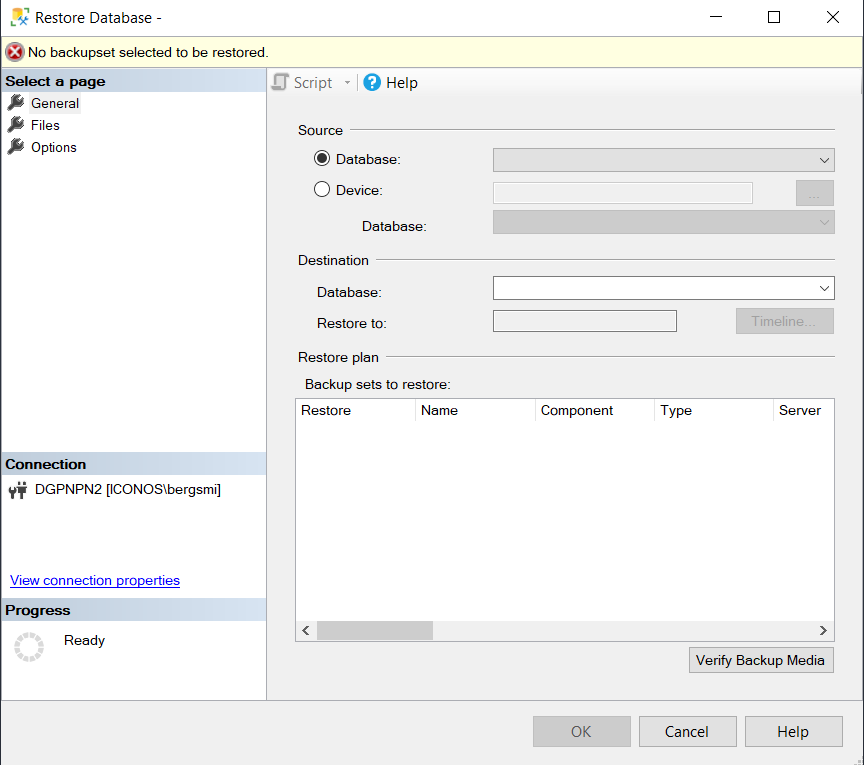 Restore Database -
No backupset selected to be restored.
Select a page
General
Files
Options
Script
Help
Source
Database:
Device:
...
Database:
Destination
Database:
Restore to:
Timeline...
Restore plan
Backup sets to restore:
Restore Name Component Type Server
Connection
DGPNPN2 [ICONOS\bergsmi]
View connection properties
Progress
Ready
Verify Backup Media
OK Cancel Help